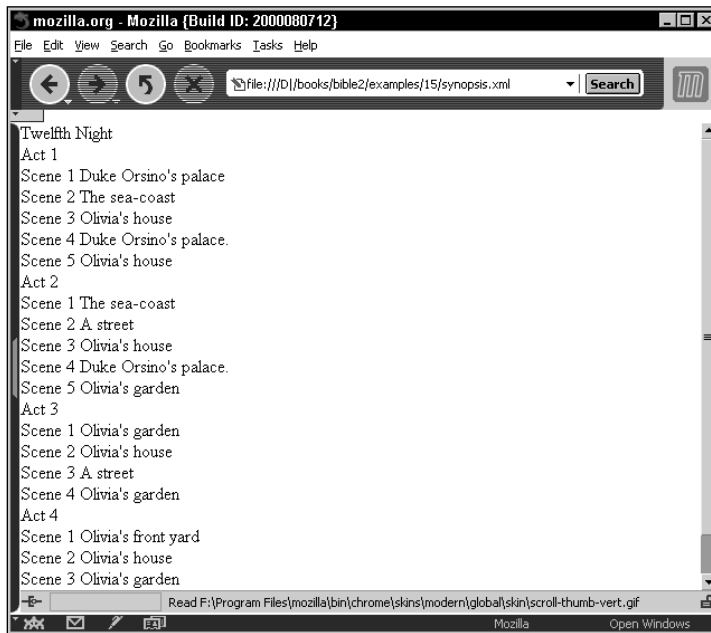 mozilla.org - Mozilla {Build ID: 2000080712}
File Edit View Search Go Bookmarks Tasks Help
file:///D|/books/bible2/examples/15/synopsis.xml Search
Twelfth Night
Act 1
Scene 1 Duke Orsino's palace
Scene 2 The sea-coast
Scene 3 Olivia's house
Scene 4 Duke Orsino's palace.
Scene 5 Olivia's house
Act 2
Scene 1 The sea-coast
Scene 2 A street
Scene 3 Olivia's house
Scene 4 Duke Orsino's palace.
Scene 5 Olivia's garden
Act 3
Scene 1 Olivia's garden
Scene 2 Olivia's house
Scene 3 A street
Scene 4 Olivia's garden
Act 4
Scene 1 Olivia's front yard
Scene 2 Olivia's house
Scene 3 Olivia's garden
Read F:\Program Files\mozilla\bin\chrome\skins\modern\global\skin\scroll-thumb-vert.gif
Mozilla Open Windows